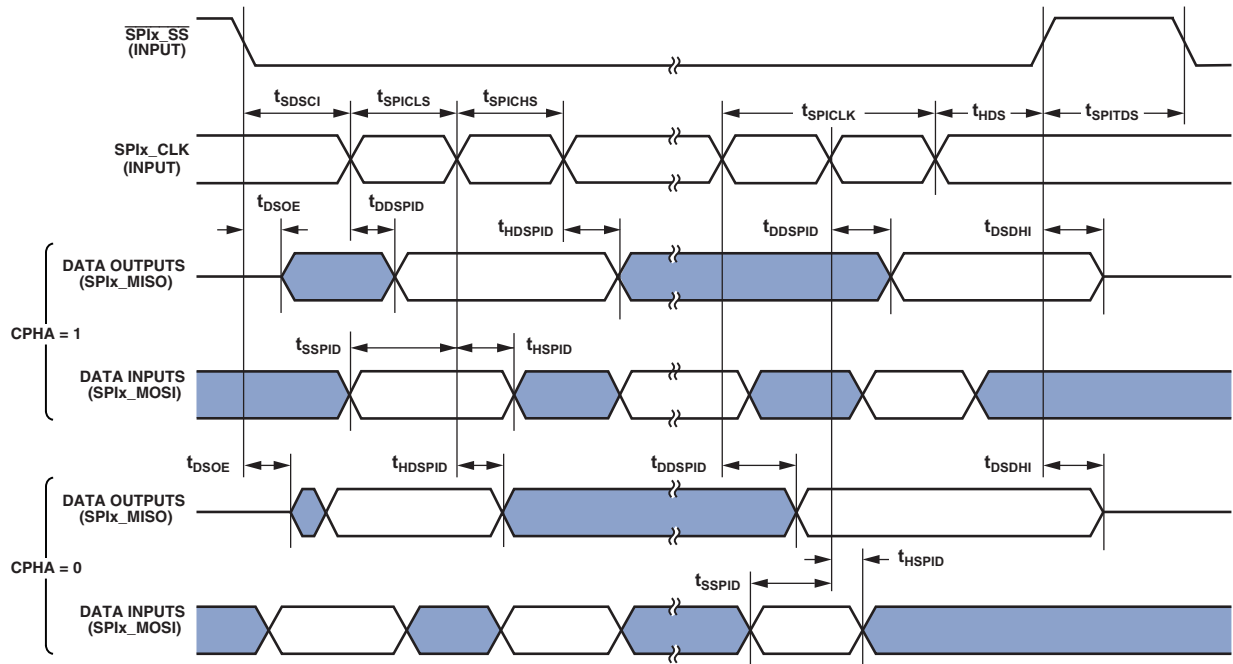 SPIx_SS
(INPUT)
tSDSCI tSPICLS tSPICHS tSPICLK tHDS tSPITDS
SPIx_CLK
(INPUT)
tDSOE tDDSPID tHDSPID tDDSPID tDSDHI
DATA OUTPUTS
(SPIx_MISO)
CPHA = 1
tSSPID tHSPID
DATA INPUTS
(SPIx_MOSI)
tDSOE tHDSPID tDDSPID tDSDHI
DATA OUTPUTS
(SPIx_MISO)
CPHA = 0
tHSPID
tSSPID
DATA INPUTS
(SPIx_MOSI)